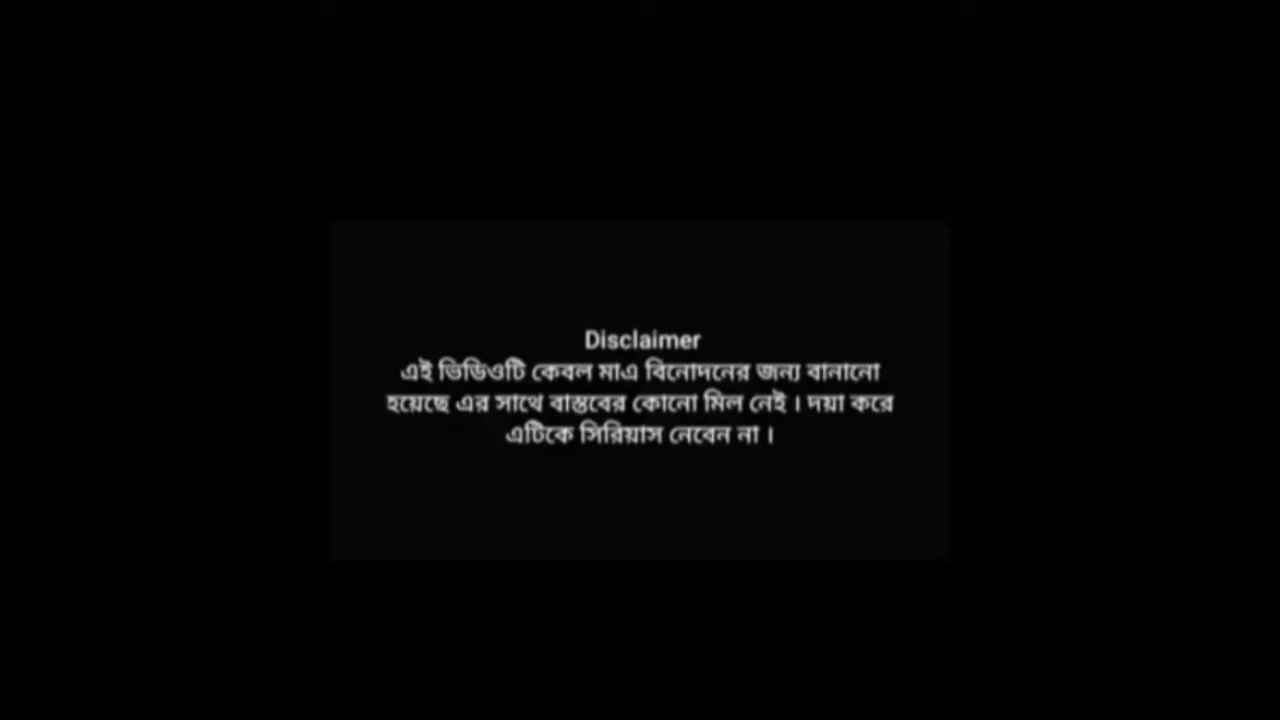 Disclaimer
এই ভিডিওটি কেবল মাএ বিনোদনের জন্য বানানো
হয়েছে এর সাথে বাস্তবের কোনো মিল নেই । দয়া করে
এটিকে সিরিয়াস নেবেন না ।